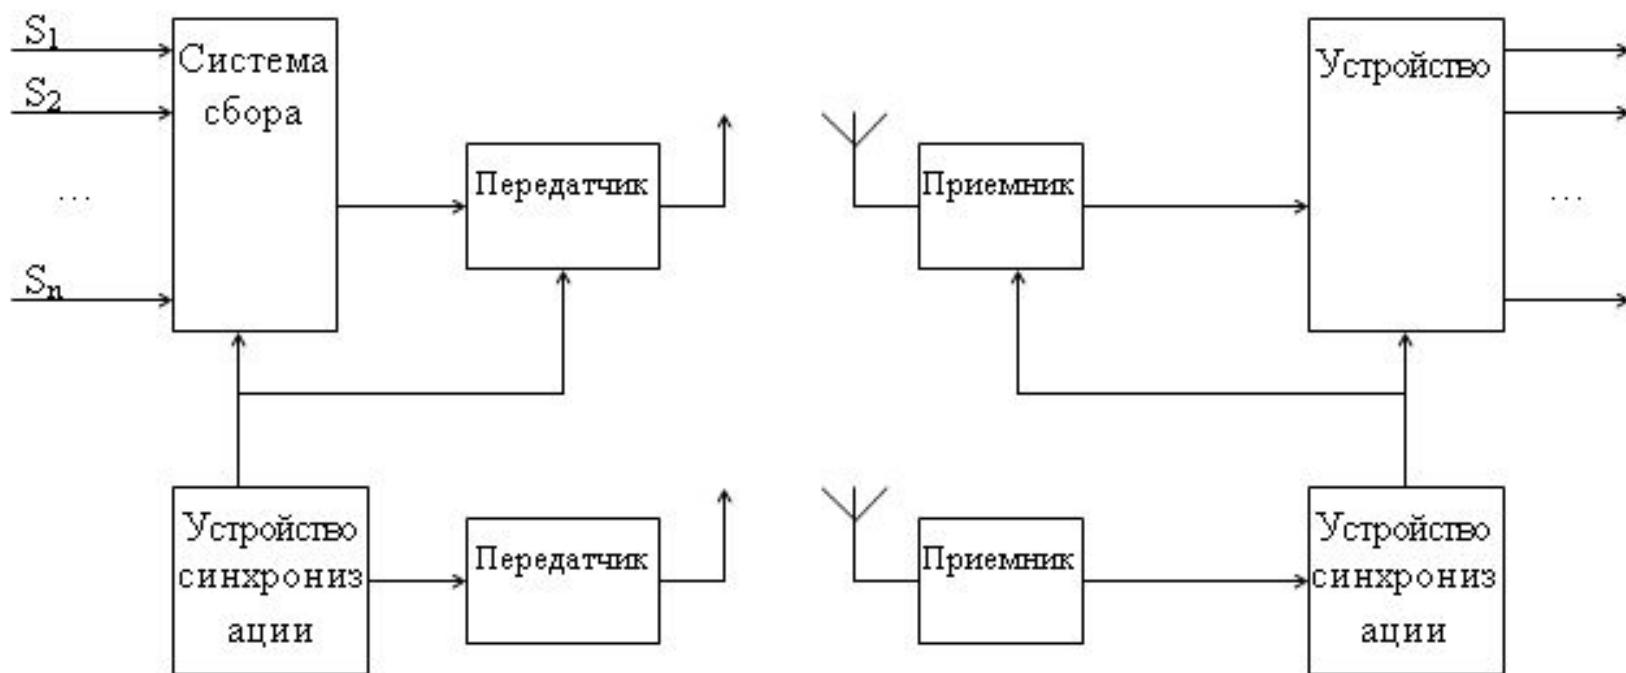 S1
S2
...
Sn
Система
сбора
Передатчик
Приемник
Устройство
...
Устройство
синхрониз
ации
Передатчик
Приемник
Устройство
синхрониз
ации